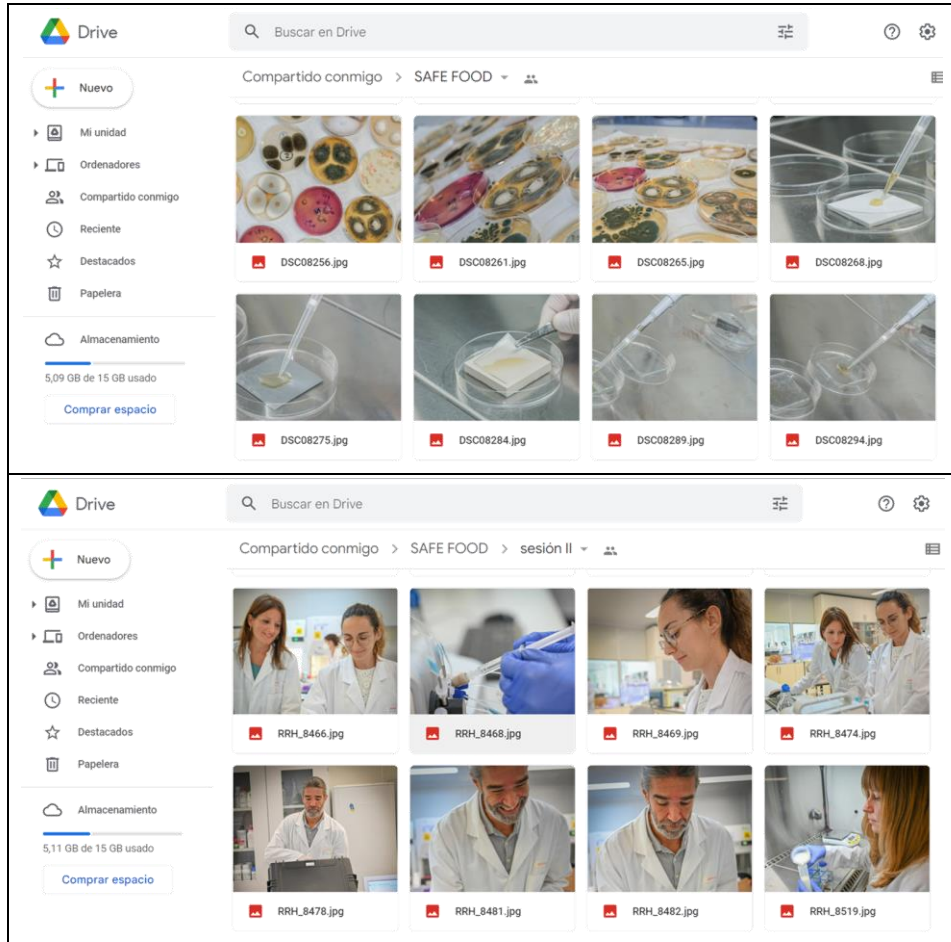 Drive
Buscar en Drive
Nuevo
Compartido conmigo > SAFE FOOD
Mi unidad
Ordenadores
Compartido conmigo
Reciente
Destacados
Papelera
Almacenamiento
5,09 GB de 15 GB usado
Comprar espacio
DSC08256.jpg
DSC08261.jpg
DSC08265.jpg
DSC08268.jpg
DSC08275.jpg
DSC08284.jpg
DSC08289.jpg
DSC08294.jpg
Drive
Buscar en Drive
Nuevo
Compartido conmigo > SAFE FOOD > sesión II
Mi unidad
Ordenadores
Compartido conmigo
Reciente
Destacados
Papelera
Almacenamiento
5,11 GB de 15 GB usado
Comprar espacio
RRH_8466.jpg
RRH_8468.jpg
RRH_8469.jpg
RRH_8474.jpg
RRH_8478.jpg
RRH_8481.jpg
RRH_8482.jpg
RRH_8519.jpg